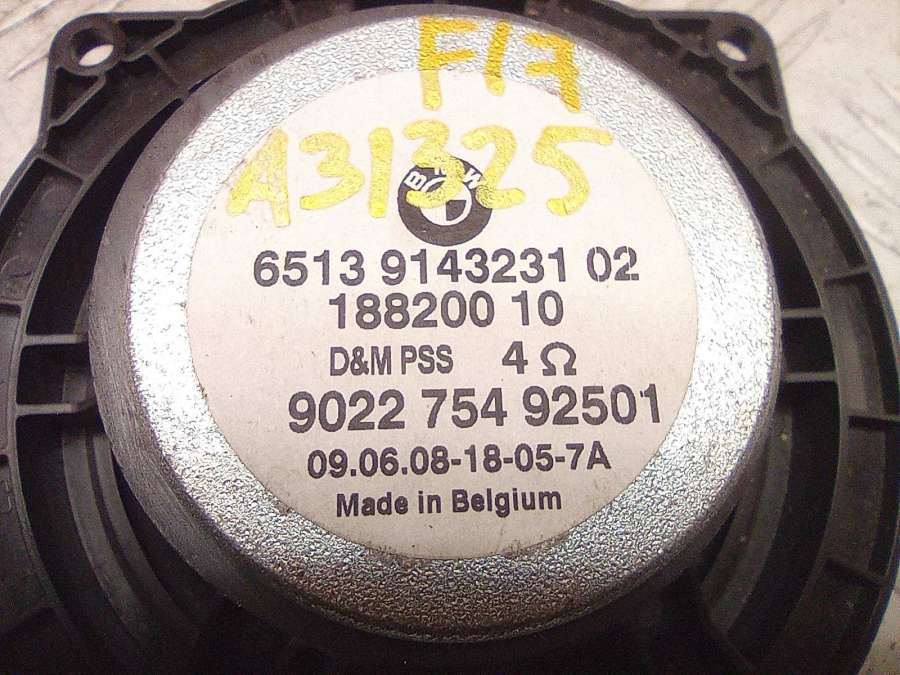 F17
A31325
BMW
6513 9143231 02
188200 10
D&M PSS 4 Ω
9022 754 92501
09.06.08-18-05-7A
Made in Belgium